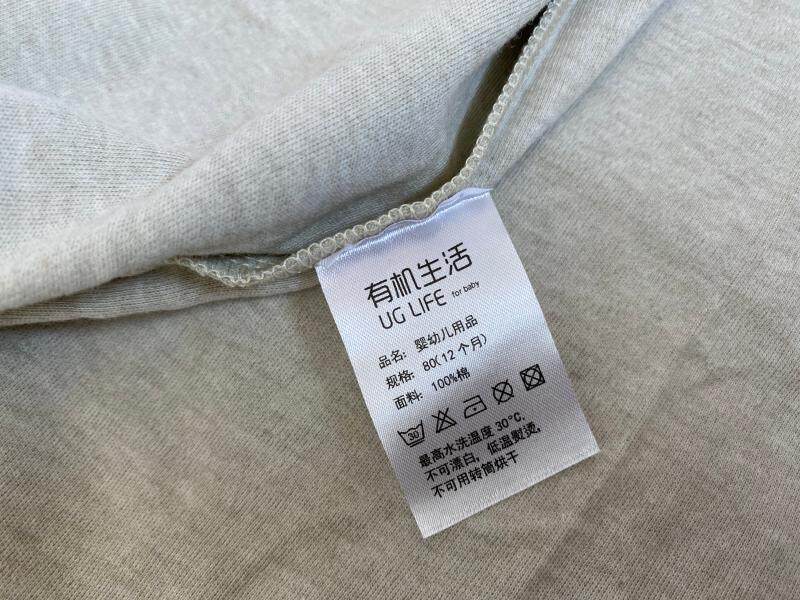 有机生活
UG LIFE for baby
品名: 婴幼儿用品
规格: 80(12个月)
面料: 100%棉
30
最高水洗温度 30℃.
不可漂白, 低温熨烫,
不可用转筒烘干